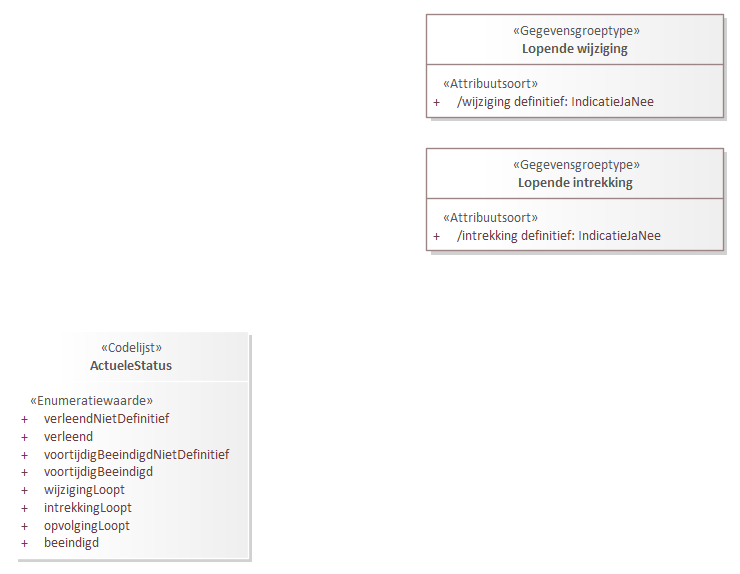 «Gegevensgroeptype»
Lopende wijziging
«Attribuutsoort»
+ /wijziging definitief: IndicatieJaNee
«Gegevensgroeptype»
Lopende intrekking
«Attribuutsoort»
+ /intrekking definitief: IndicatieJaNee
«Codelijst»
ActueleStatus
«Enumeratiewaarde»
+ verleendNietDefinitief
+ verleend
+ voortijdigBeeindigdNietDefinitief
+ voortijdigBeeindigd
+ wijzigingLoopt
+ intrekkingLoopt
+ opvolgingLoopt
+ beeindigd